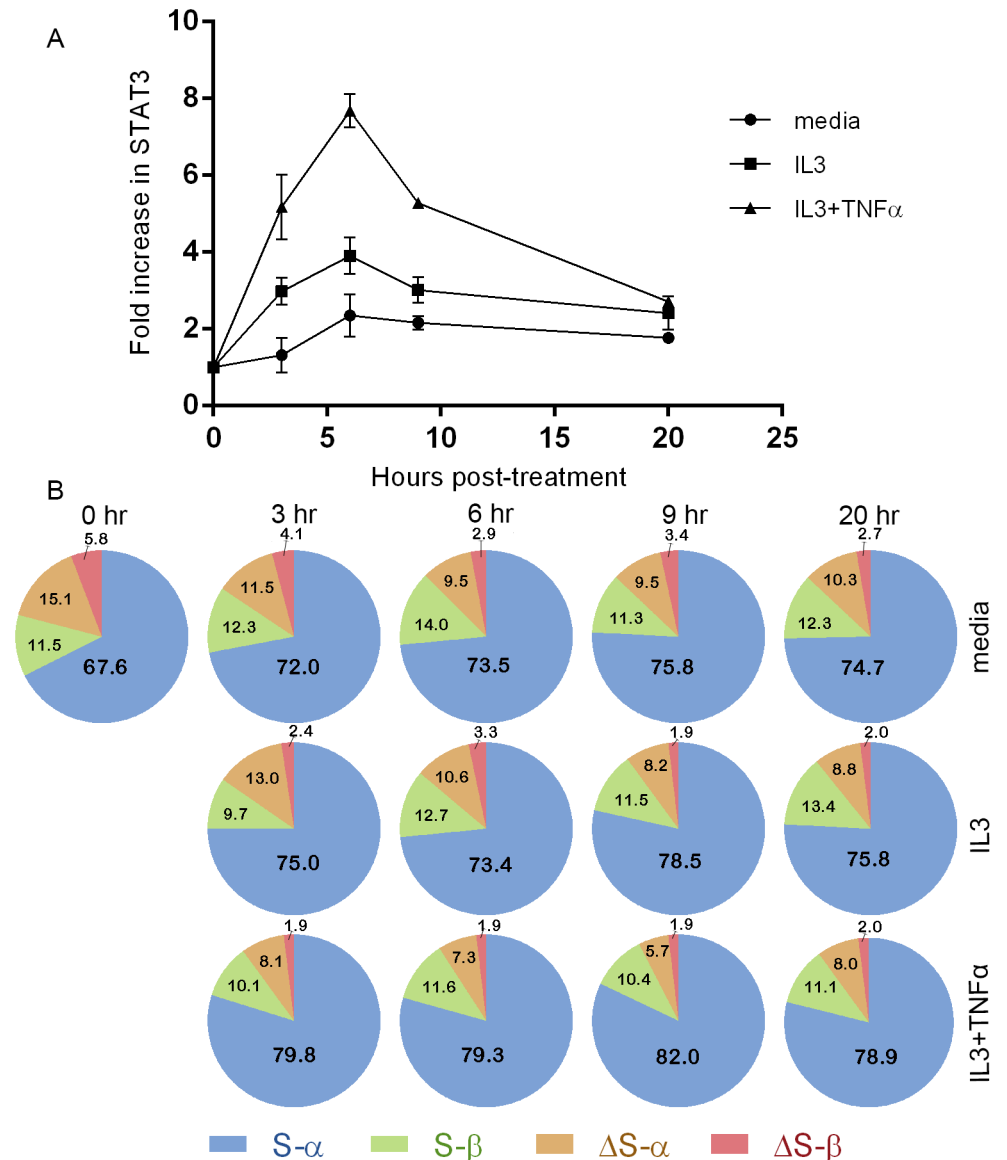 A
Fold increase in STAT3
10
8
6
4
2
0
0 5 10 15 20 25
Hours post-treatment
media
IL3
IL3+TNFα
B
0 hr 3 hr 6 hr 9 hr 20 hr
5.8 4.1 2.9 3.4 2.7
15.1 11.5 9.5 9.5 10.3
11.5 12.3 14.0 11.3 12.3
67.6 72.0 73.5 75.8 74.7
media
2.4 3.3 1.9 2.0
13.0 10.6 8.2 8.8
9.7 12.7 11.5 13.4
75.0 73.4 78.5 75.8
IL3
1.9 1.9 1.9 2.0
8.1 7.3 5.7 8.0
10.1 11.6 10.4 11.1
79.8 79.3 82.0 78.9
IL3+TNFα
S-α S-β ΔS-α ΔS-β